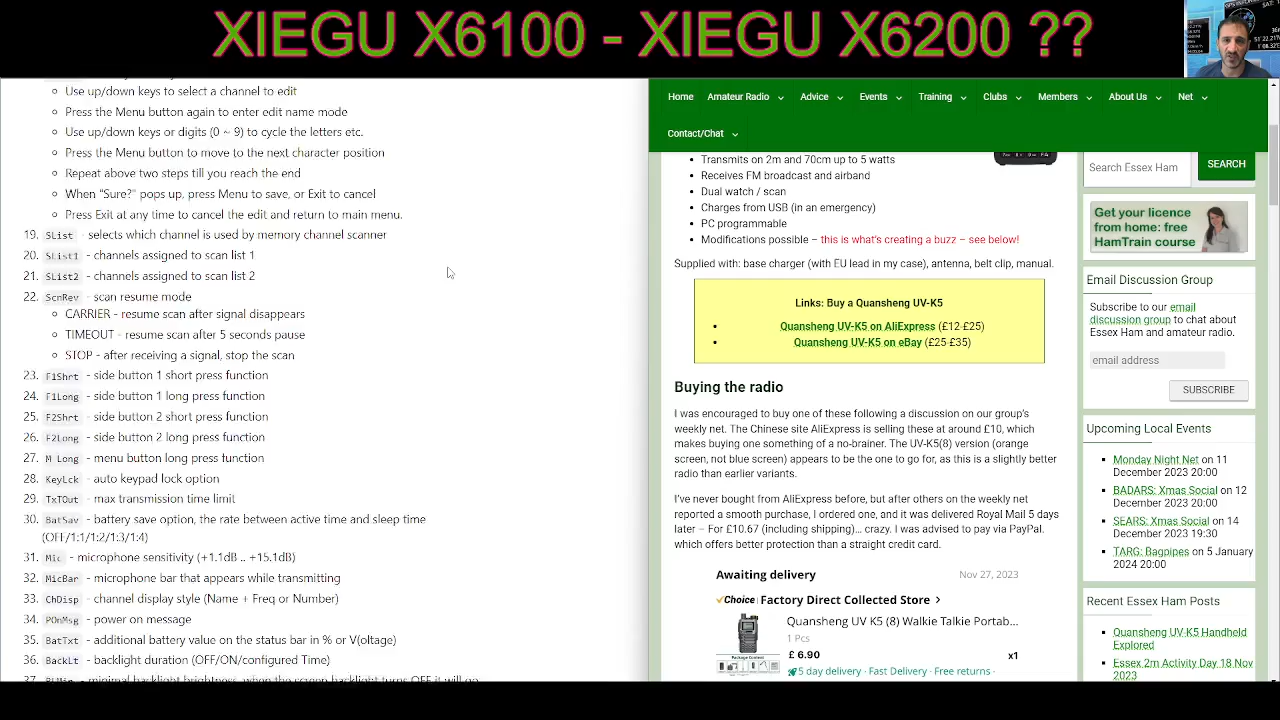 XIEGU X6100 - XIEGU X6200 ??
Use up/down keys to select a channel to edit
Press the Menu button again to enter edit name mode
Use up/down keys or digits (0 ~ 9) to cycle the letters etc.
Press the Menu button to move to the next character position
Repeat above two steps till you reach the end
When "Sure?" pops up, press Menu to save, or Exit to cancel
Press Exit at any time to cancel the edit and return to main menu.
19. SList - selects which channel is used by memory channel scanner
20. SList1 - channels assigned to scan list 1
21. SList2 - channels assigned to scan list 2
22. ScnRev - scan resume mode
CARRIER - resume scan after signal disappears
TIMEOUT - resume scan after 5 seconds pause
STOP - after receiving a signal, stop the scan
23. F1Shrt - side button 1 short press function
24. F1Long - side button 1 long press function
25. F2Shrt - side button 2 short press function
26. F2Long - side button 2 long press function
27. M Long - menu button long press function
28. KeyLck - auto keypad lock option
29. TxTOut - max transmission time limit
30. BatSav - battery save option, the rate between active time and sleep time
(OFF/1:1/1:2/1:3/1:4)
31. Mic - microphone sensitivity (+1.1dB .. +15.1dB)
32. MicBar - microphone bar that appears while transmitting
33. ChDisp - channel display style (Name + Freq or Number)
34. POnMsg - power on message
35. BatTxt - additional battery value on the status bar in % or V(oltage)
36. BackLt - backlight duration (OFF/ON/configured Time)
minimal backlight brightness, when the screen backlight turns OFF it will go
Home Amateur Radio Advice Events Training Clubs Members About Us Net
Contact/Chat
Transmits on 2m and 70cm up to 5 watts
Receives FM broadcast and airband
Dual watch / scan
Charges from USB (in an emergency)
PC programmable
Modifications possible – this is what's creating a buzz – see below!
Supplied with: base charger (with EU lead in my case), antenna, belt clip, manual.
Links: Buy a Quansheng UV-K5
Quansheng UV-K5 on AliExpress (£12-£25)
Quansheng UV-K5 on eBay (£25-£35)
Buying the radio
I was encouraged to buy one of these following a discussion on our group's
weekly net. The Chinese site AliExpress is selling these at around £10, which
makes buying one something of a no-brainer. The UV-K5(8) version (orange
screen, not blue screen) appears to be the one to go for, as this is a slightly better
radio than earlier variants.
I've never bought from AliExpress before, but after others on the weekly net
reported a smooth purchase, I ordered one, and it was delivered Royal Mail 5 days
later – For £10.67 (including shipping)... crazy. I was advised to pay via PayPal.
which offers better protection than a straight credit card.
Awaiting delivery Nov 27, 2023
Choice Factory Direct Collected Store >
Quansheng UV K5 (8) Walkie Talkie Portab...
1 Pcs
£ 6.90 x1
5 day delivery · Fast Delivery · Free returns ·
Search Essex Ham SEARCH
Get your licence
from home: free
HamTrain course
Email Discussion Group
Subscribe to our email
discussion group to chat about
Essex Ham and amateur radio.
email address
SUBSCRIBE
Upcoming Local Events
Monday Night Net on 11
December 2023 20:00
BADARS: Xmas Social on 12
December 2023 20:00
SEARS: Xmas Social on 14
December 2023 19:30
TARG: Bagpipes on 5 January
2024 20:00
Recent Essex Ham Posts
Quansheng UV-K5 Handheld
Explored
Essex 2m Activity Day 18 Nov
2023